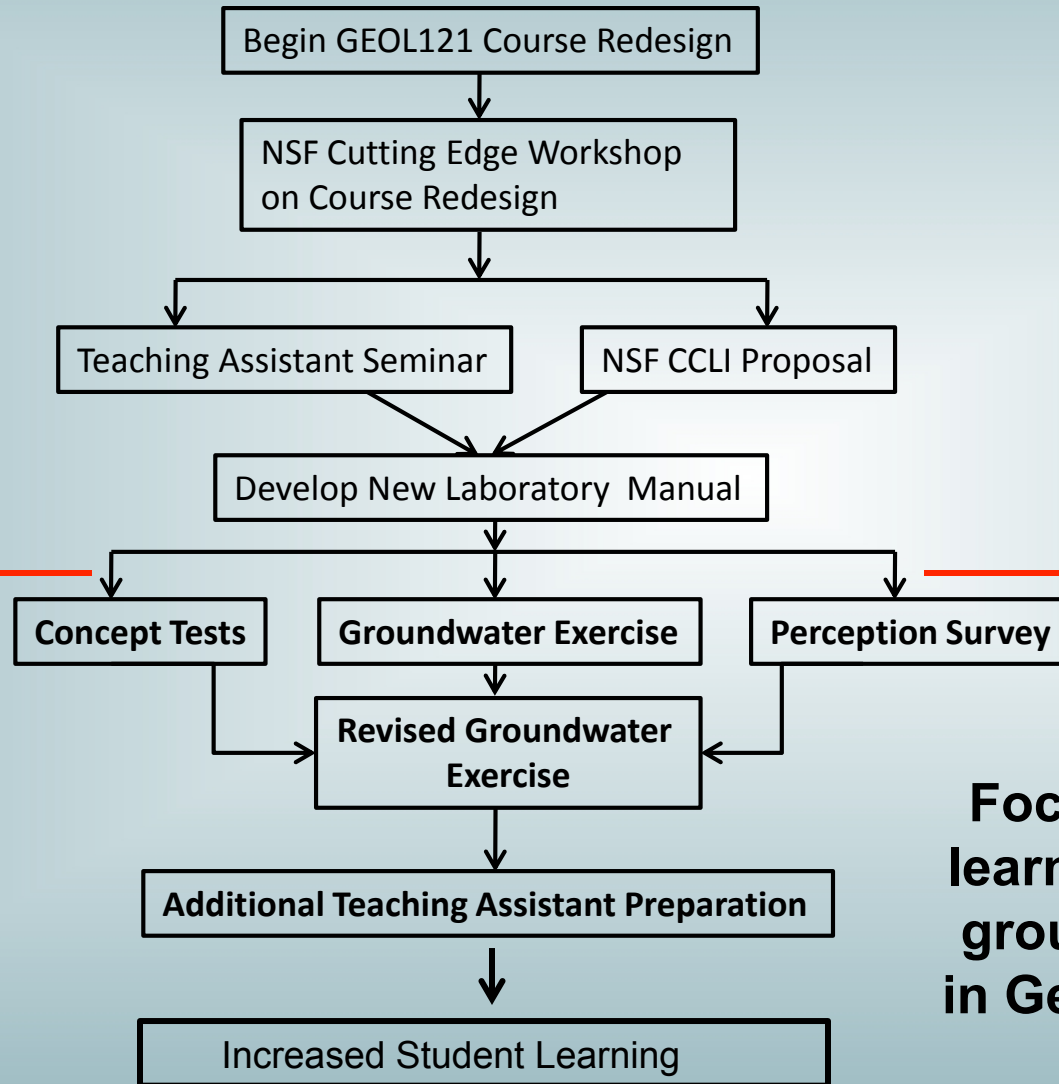 Begin GEOL121 Course Redesign
NSF Cutting Edge Workshop
on Course Redesign
Teaching Assistant Seminar
NSF CCLI Proposal
Develop New Laboratory Manual
Concept Tests
Groundwater Exercise
Perception Survey
Revised Groundwater
Exercise
Additional Teaching Assistant Preparation
Increased Student Learning
in